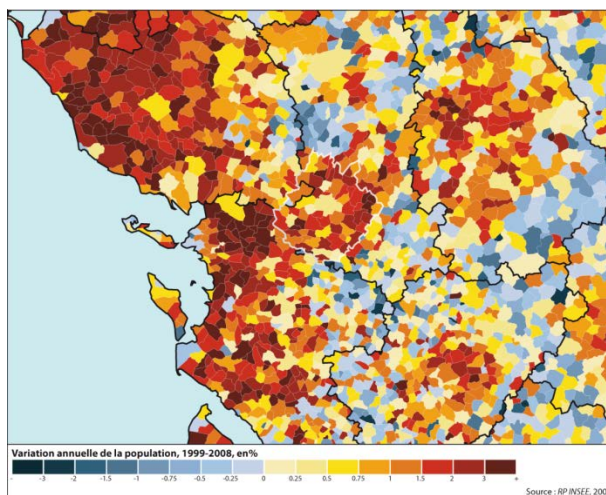 Variation annuelle de la population, 1999-2008, en%
- -3 -2 -1.5 -1 -0.75 -0.5 -0.25 0 0.25 0.5 0.75 1 1.5 2 3 +
Source : RP INSEE, 200